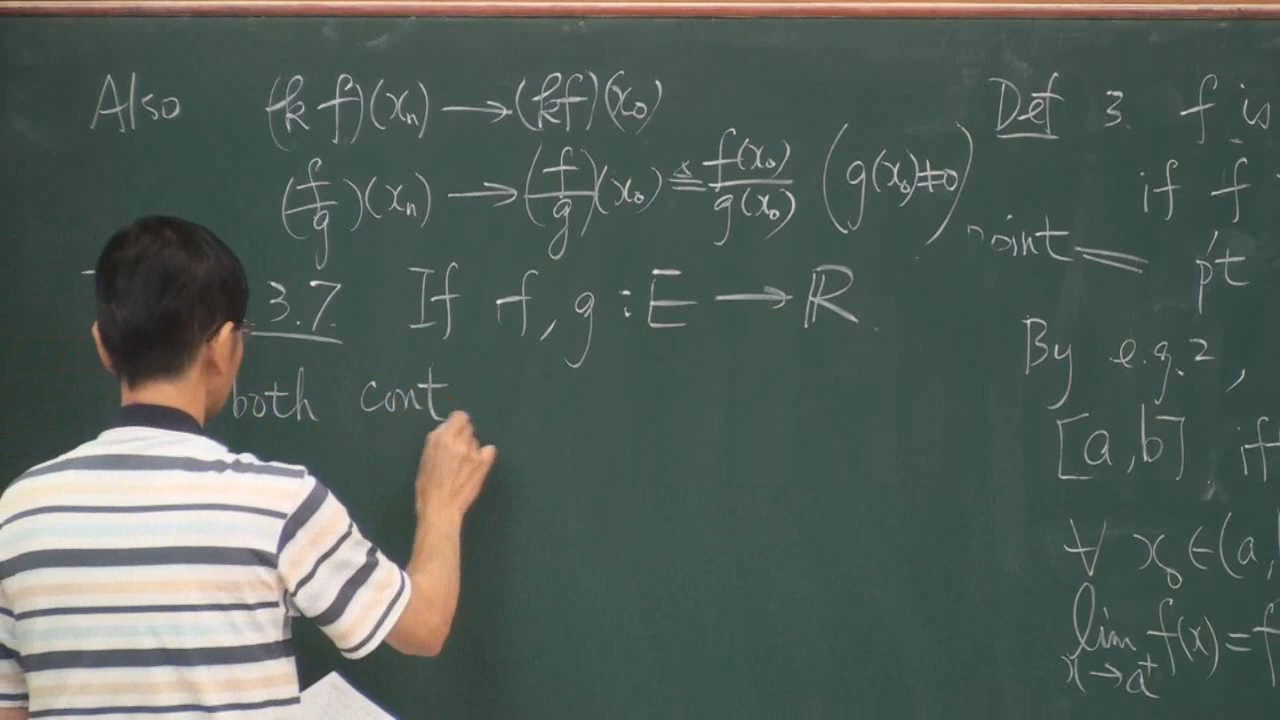 Also (kf)(xₙ) → (kf)(x₀)
(f/g)(xₙ) → (f/g)(x₀) ≜ f(x₀)/g(x₀) (g(x₀)≠0)
3.7 If f, g : E → ℝ
both cont
Def 3. f is
if f
point pt
By e.g. 2,
[a,b] if
∀ x₀ ∈ (a,
lim f(x) = f
x→a⁺